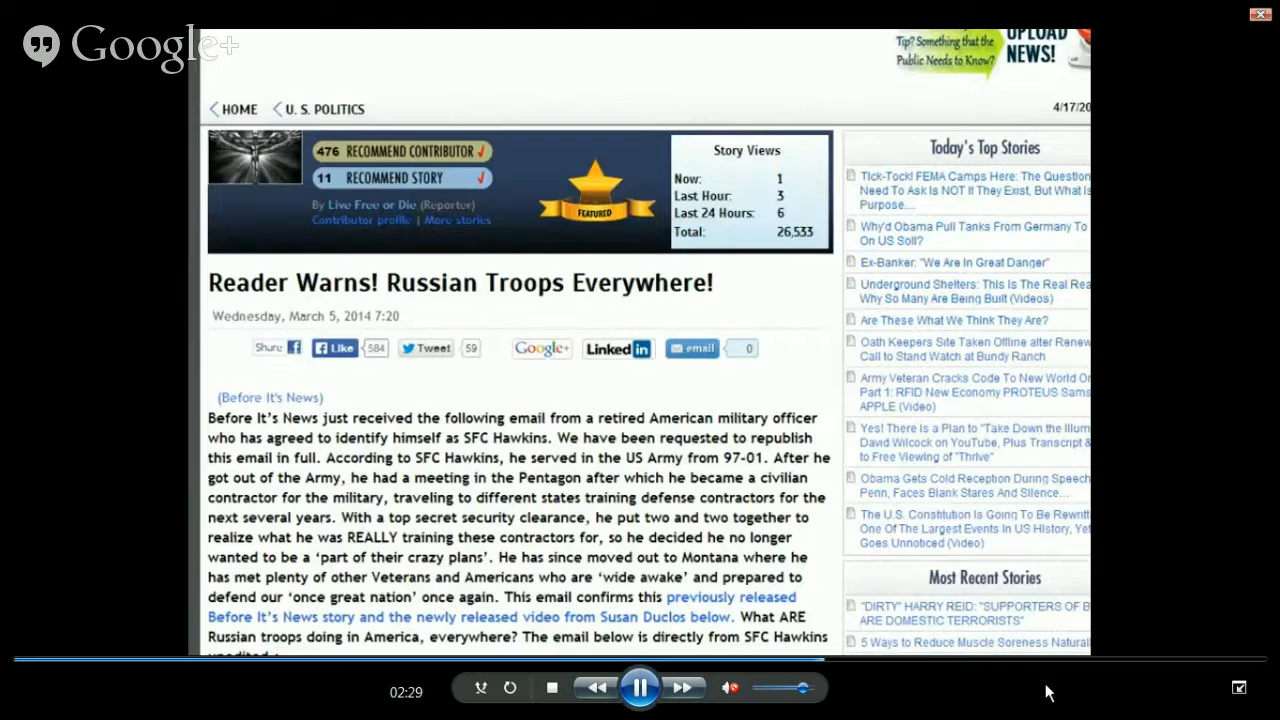 Google+
Tip? Something that the
Public Needs to Know?
UPLOAD
NEWS!
HOME
U. S. POLITICS
4/17/20
476 RECOMMEND CONTRIBUTOR
11 RECOMMEND STORY
By Live Free or Die (Reporter)
Contributor profile | More stories
FEATURED
Story Views
Now: 1
Last Hour: 3
Last 24 Hours: 6
Total: 26,533
Reader Warns! Russian Troops Everywhere!
Wednesday, March 5, 2014 7:20
Share Like 584 Tweet 59 Google+ Linked in email 0
(Before It's News)
Before It's News just received the following email from a retired American military officer
who has agreed to identify himself as SFC Hawkins. We have been requested to republish
this email in full. According to SFC Hawkins, he served in the US Army from 97-01. After he
got out of the Army, he had a meeting in the Pentagon after which he became a civilian
contractor for the military, traveling to different states training defense contractors for the
next several years. With a top secret security clearance, he put two and two together to
realize what he was REALLY training these contractors for, so he decided he no longer
wanted to be a 'part of their crazy plans'. He has since moved out to Montana where he
has met plenty of other Veterans and Americans who are 'wide awake' and prepared to
defend our 'once great nation' once again. This email confirms this previously released
Before It's News story and the newly released video from Susan Duclos below. What ARE
Russian troops doing in America, everywhere? The email below is directly from SFC Hawkins
Today's Top Stories
Tick-Tock! FEMA Camps Here: The Question
Need To Ask Is NOT If They Exist, But What Is
Purpose....
Why'd Obama Pull Tanks From Germany To
On US Soil?
Ex-Banker: "We Are In Great Danger"
Underground Shelters: This Is The Real Rea
Why So Many Are Being Built (Videos)
Are These What We Think They Are?
Oath Keepers Site Taken Offline after Renew
Call to Stand Watch at Bundy Ranch
Army Veteran Cracks Code To New World Or
Part 1: RFID New Economy PROTEUS Sams
APPLE (Video)
Yes! There Is a Plan to "Take Down the Illum
David Wilcock on YouTube, Plus Transcript &
to Free Viewing of "Thrive"
Obama Gets Cold Reception During Speech
Penn, Faces Blank Stares And Silence...
The U.S. Constitution Is Going To Be Rewritt
One Of The Largest Events In US History, Yet
Goes Unnoticed (Video)
Most Recent Stories
"DIRTY" HARRY REID: "SUPPORTERS OF B
ARE DOMESTIC TERRORISTS"
5 Ways to Reduce Muscle Soreness Natural
02:29